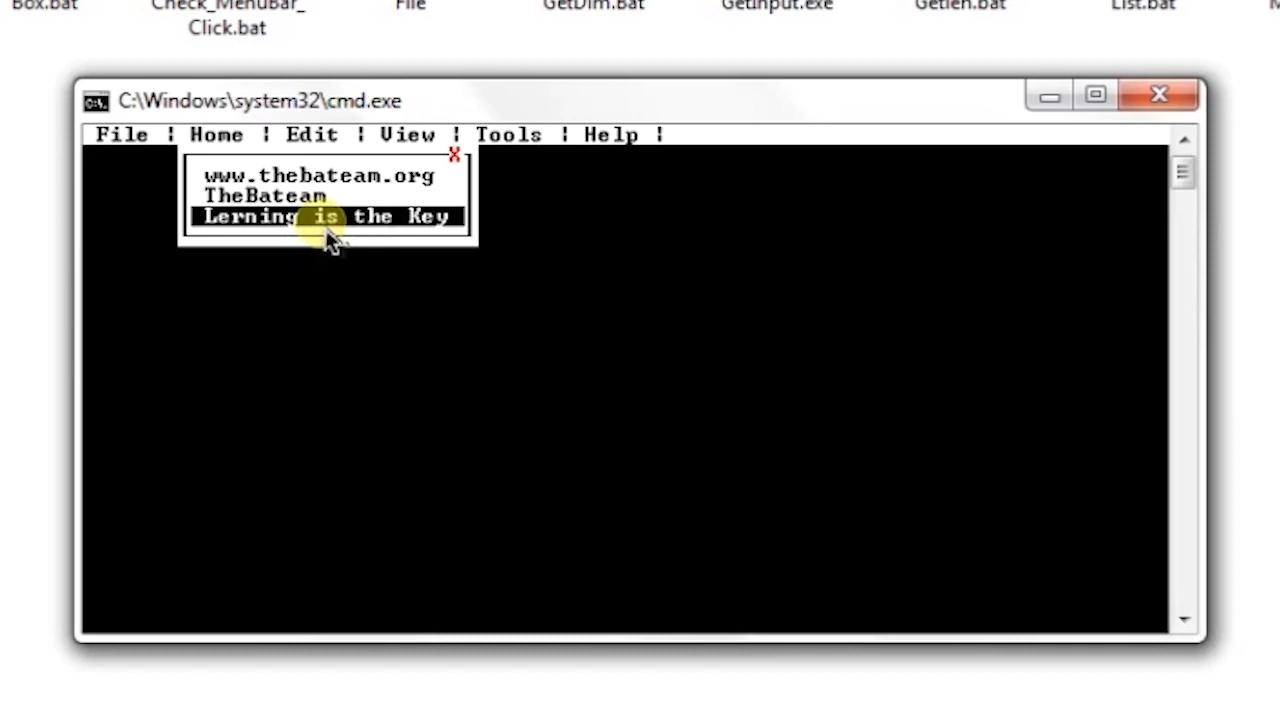 Box.bat
Check_MenuBar_
Click.bat
File
GetDim.Bat
GetInput.exe
Getlen.bat
List.bat
C:\Windows\system32\cmd.exe
File ¦ Home ¦ Edit ¦ View ¦ Tools ¦ Help ¦
X
www.thebateam.org
TheBateam
Lerning is the Key